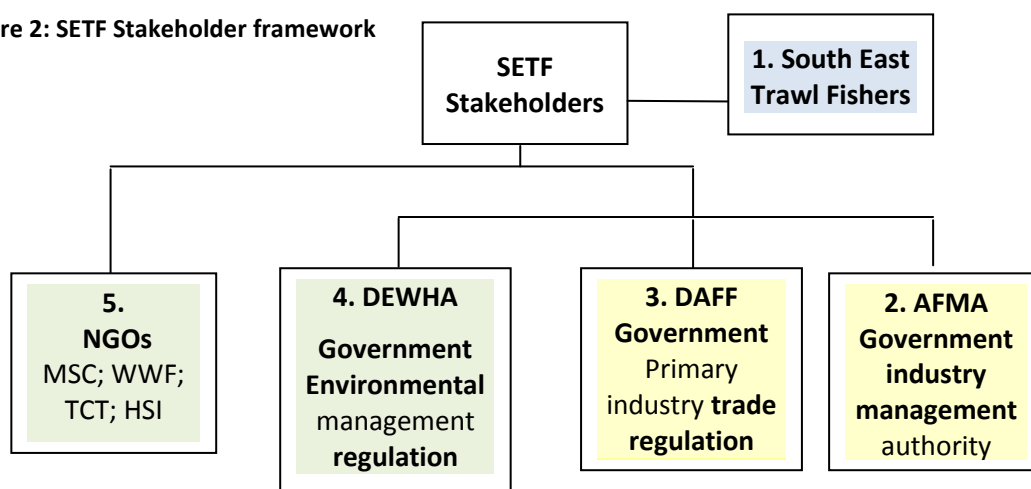 re 2: SETF Stakeholder framework
SETF
Stakeholders
1. South East
Trawl Fishers
5.
NGOs
MSC; WWF;
TCT; HSI
4. DEWHA
Government
Environmental
management
regulation
3. DAFF
Government
Primary
industry trade
regulation
2. AFMA
Government
industry
management
authority